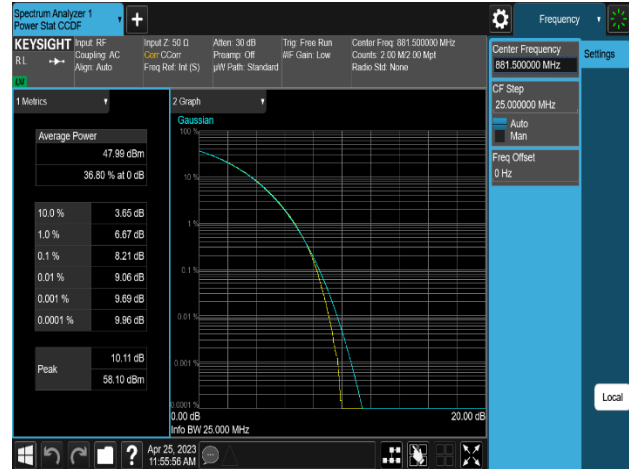 Spectrum Analyzer 1
Power Stat CCDF
+
Frequency
KEYSIGHT
R L
LXI
Input: RF
Coupling: AC
Align: Auto
Input Z: 50 Ω
Corr CCorr
Freq Ref: Int (S)
Atten: 30 dB
Preamp: Off
µW Path: Standard
Trig: Free Run
#IF Gain: Low
Center Freq: 881.500000 MHz
Counts: 2.00 M/2.00 Mpt
Radio Std: None
Center Frequency
881.500000 MHz
Settings
CF Step
25.000000 MHz
Auto
Man
Freq Offset
0 Hz
1 Metrics
Average Power
47.99 dBm
36.80 % at 0 dB
10.0 % 3.65 dB
1.0 % 6.67 dB
0.1 % 8.21 dB
0.01 % 9.06 dB
0.001 % 9.69 dB
0.0001 % 9.96 dB
Peak
10.11 dB
58.10 dBm
2 Graph
Gaussian
100 %
10 %
1 %
0.1 %
0.01 %
0.001 %
0.0001 %
0.00 dB 20.00 dB
Info BW 25.000 MHz
Local
?
Apr 25, 2023
11:55:56 AM